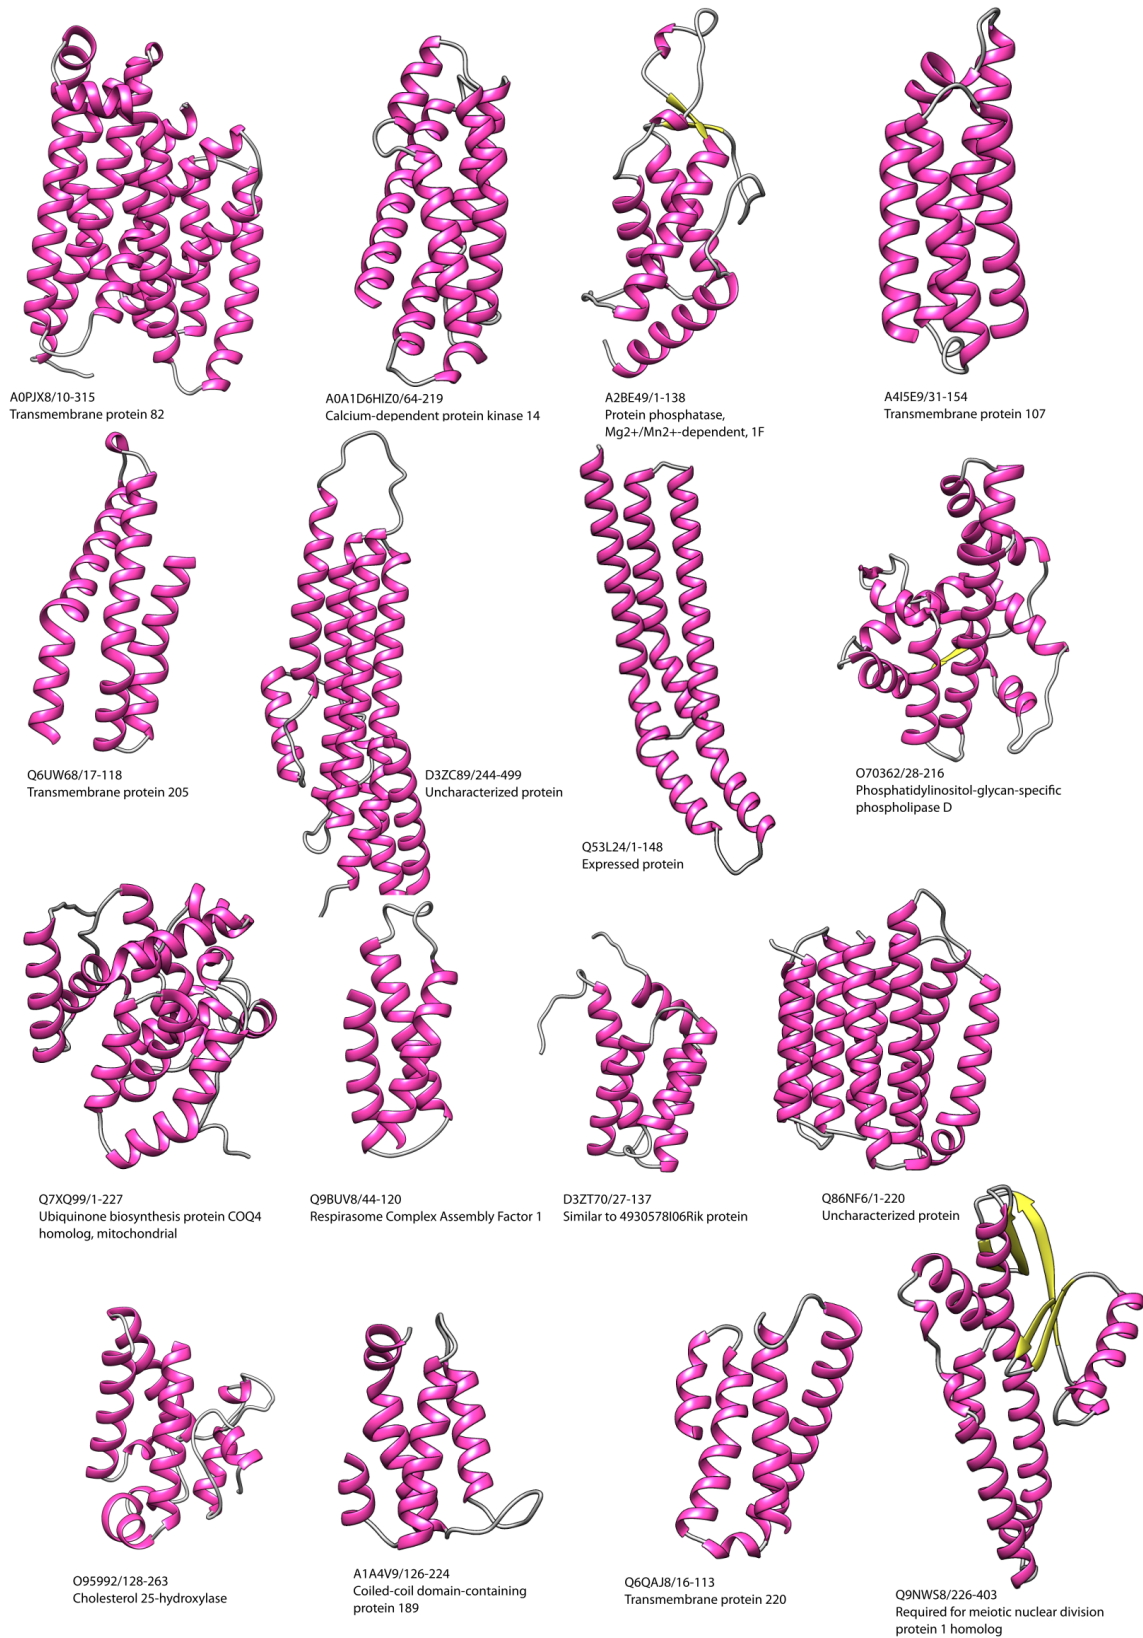 A0PJX8/10-315
Transmembrane protein 82
A0A1D6HIZ0/64-219
Calcium-dependent protein kinase 14
A2BE49/1-138
Protein phosphatase,
Mg2+/Mn2+-dependent, 1F
A4I5E9/31-154
Transmembrane protein 107
Q6UW68/17-118
Transmembrane protein 205
D3ZC89/244-499
Uncharacterized protein
Q53L24/1-148
Expressed protein
O70362/28-216
Phosphatidylinositol-glycan-specific
phospholipase D
Q7XQ99/1-227
Ubiquinone biosynthesis protein COQ4
homolog, mitochondrial
Q9BUV8/44-120
Respirasome Complex Assembly Factor 1
D3ZT70/27-137
Similar to 4930578I06Rik protein
Q86NF6/1-220
Uncharacterized protein
O95992/128-263
Cholesterol 25-hydroxylase
A1A4V9/126-224
Coiled-coil domain-containing
protein 189
Q6QAJ8/16-113
Transmembrane protein 220
Q9NWS8/226-403
Required for meiotic nuclear division
protein 1 homolog